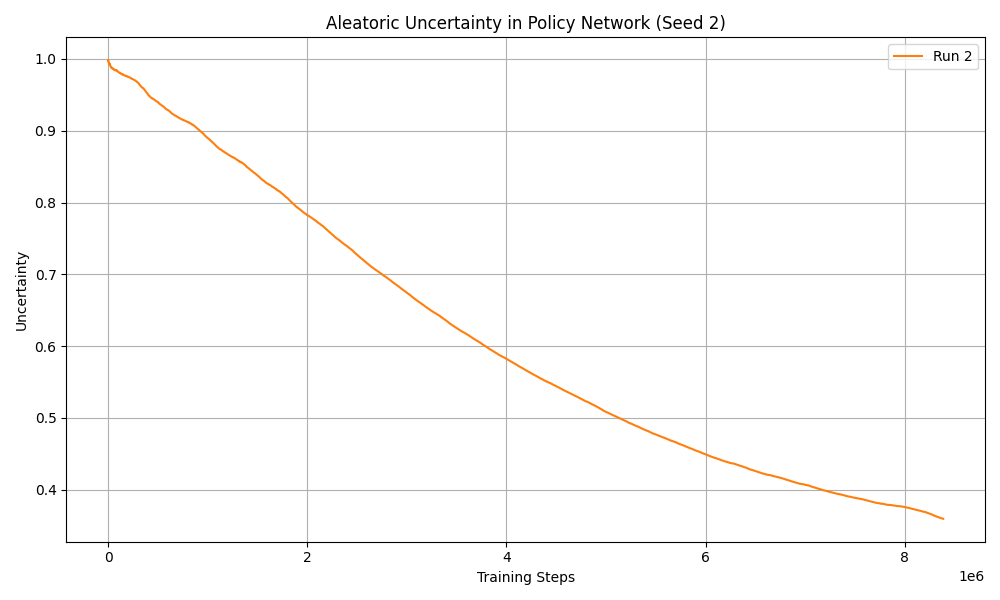 Aleatoric Uncertainty in Policy Network (Seed 2)
Run 2
Uncertainty
1.0
0.9
0.8
0.7
0.6
0.5
0.4
0 2 4 6 8
1e6
Training Steps